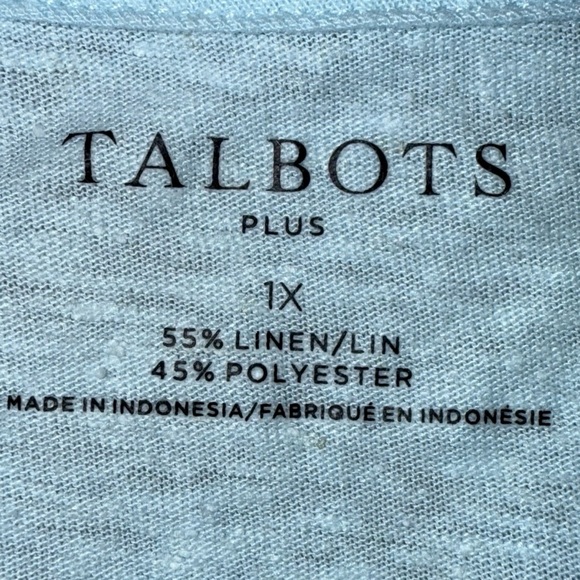 TALBOTS
PLUS
1X
55% LINEN/LIN
45% POLYESTER
MADE IN INDONESIA/FABRIQUÉ EN INDONÉSIE